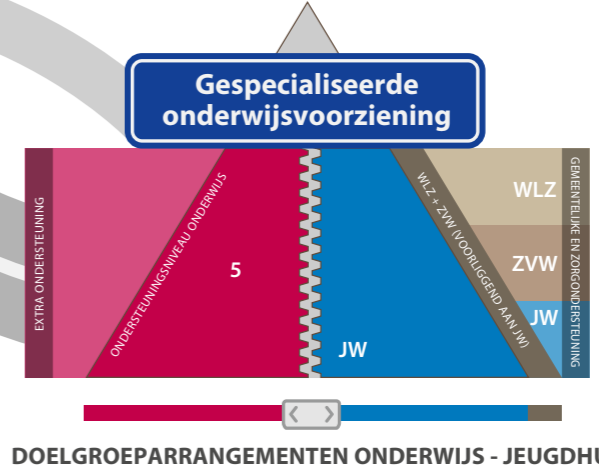 Gespecialiseerde
onderwijsvoorziening
EXTRA ONDERSTEUNING
ONDERSTEUNINGSNIVEAU ONDERWIJS
5
JW
WLZ + ZVW (VOORLIGGEND AAN JW)
WLZ
ZVW
JW
GEMEENTELIJKE EN ZORGONDERSTEUNING
DOELGROEPARRANGEMENTEN ONDERWIJS - JEUGDHU